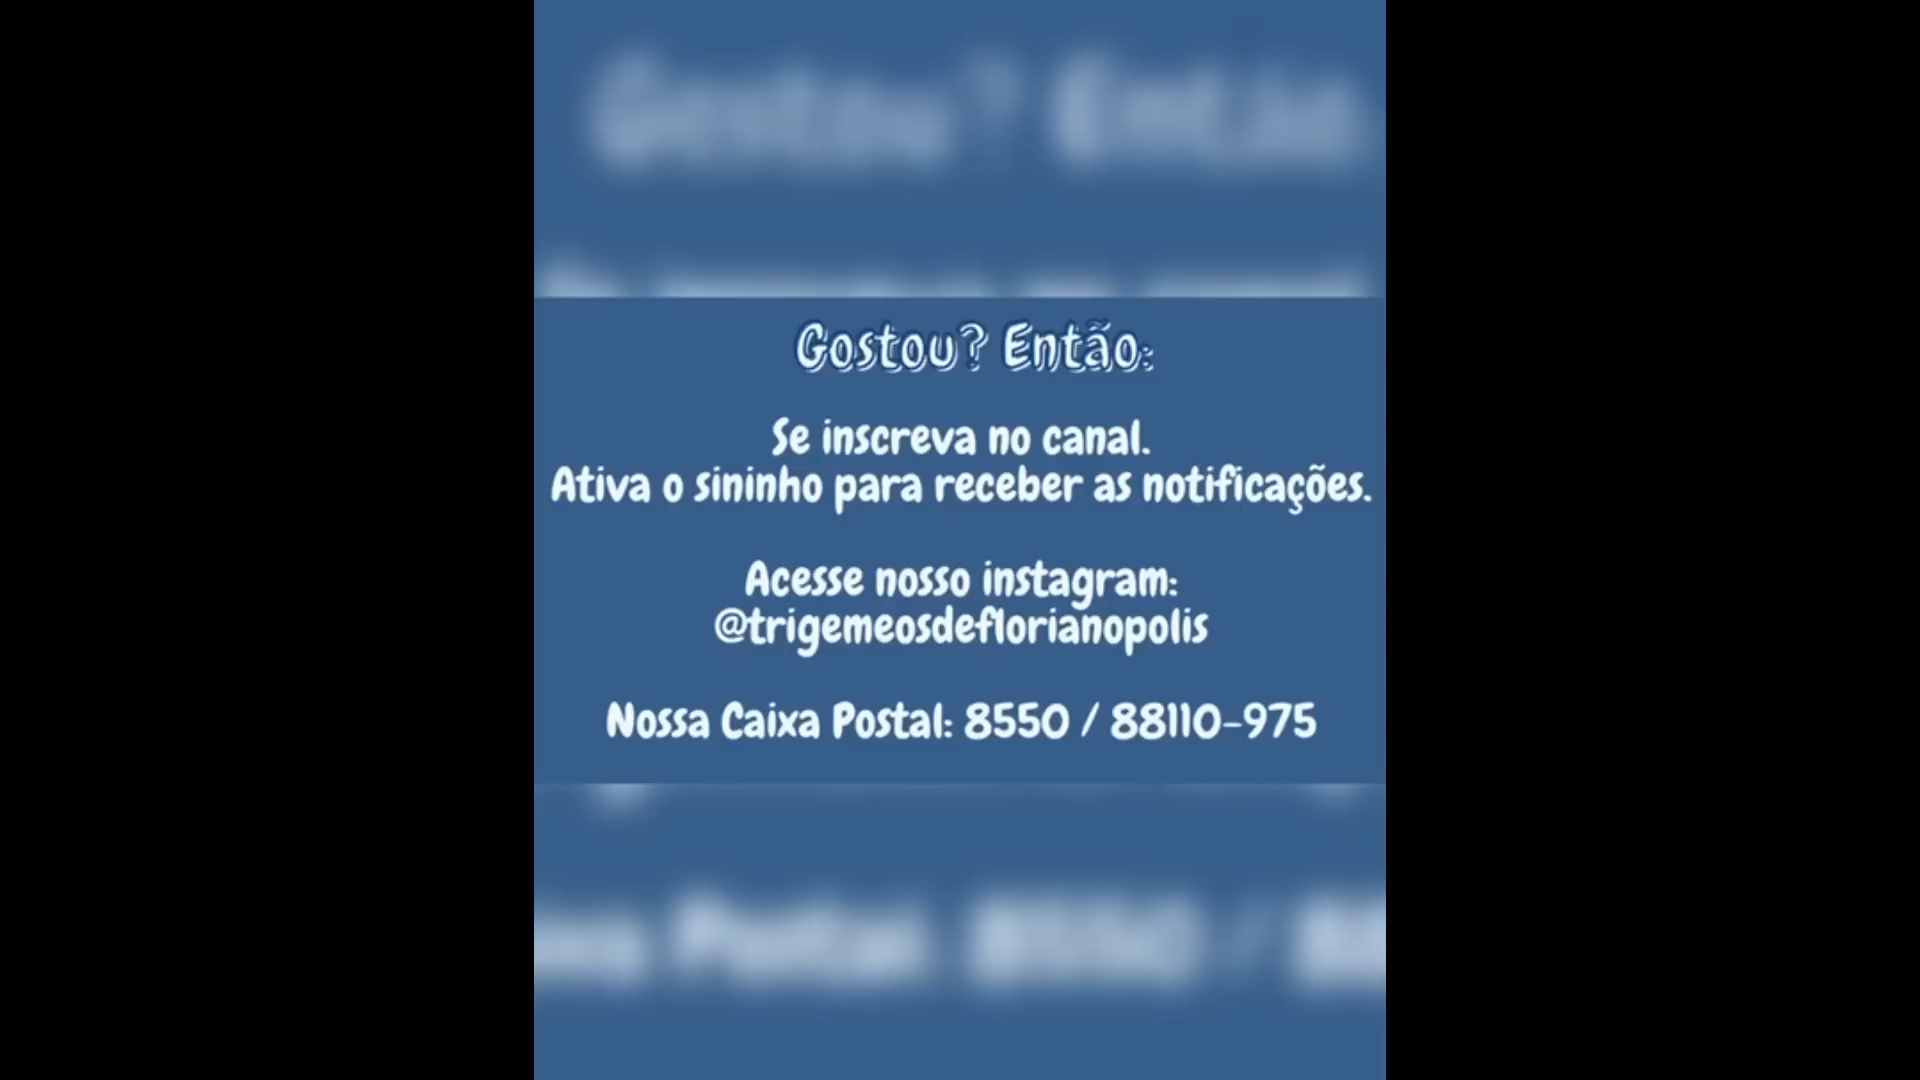 Gostou? Então:
Se inscreva no canal.
Ativa o sininho para receber as notificações.
Acesse nosso instagram:
@trigemeosdeflorianopolis
Nossa Caixa Postal: 8550 / 88110-975